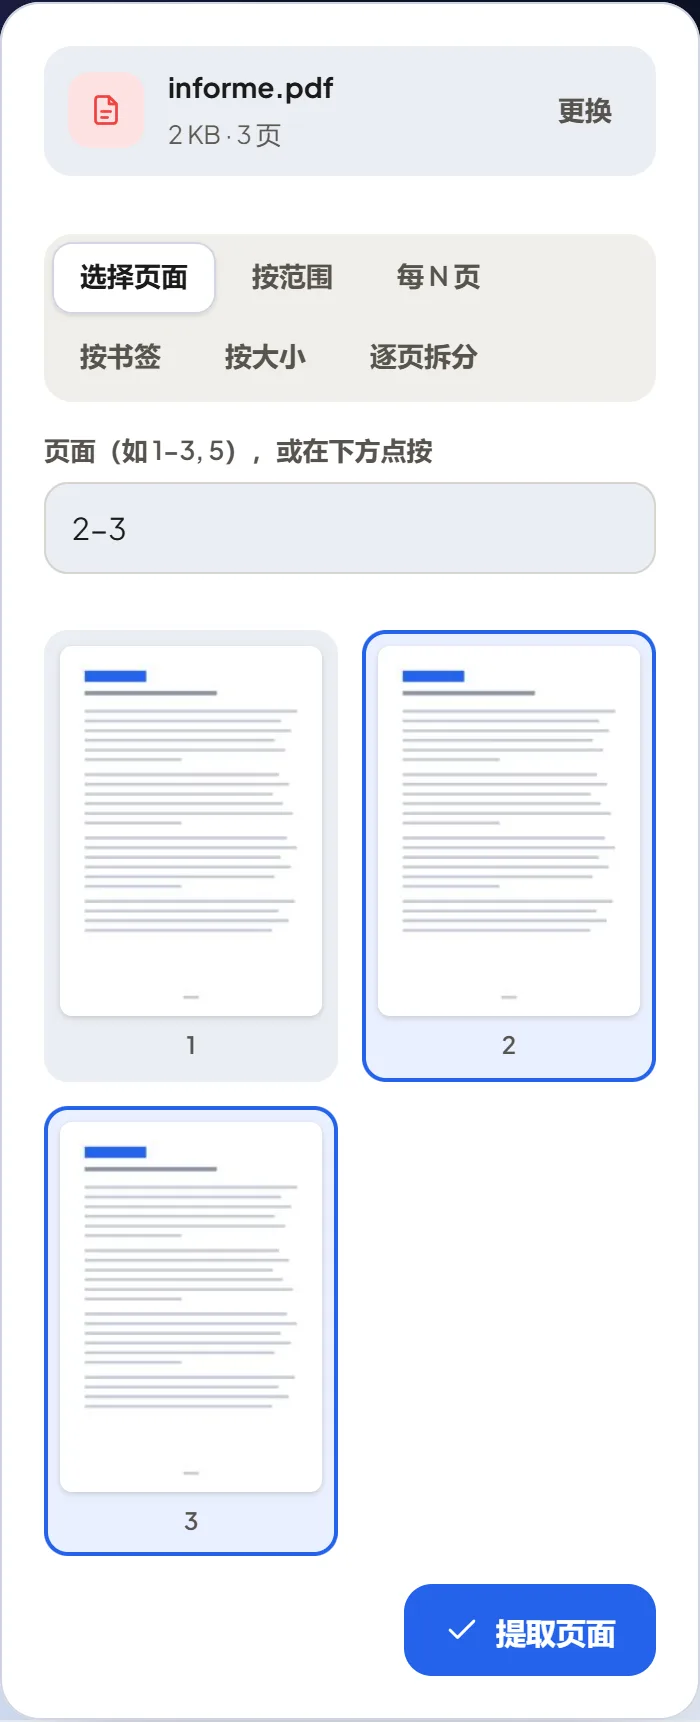 informe.pdf
2 KB · 3 页
更换
选择页面 按范围 每 N 页
按书签 按大小 逐页拆分
页面（如 1–3, 5），或在下方点按
2–3
1
2
3
提取页面